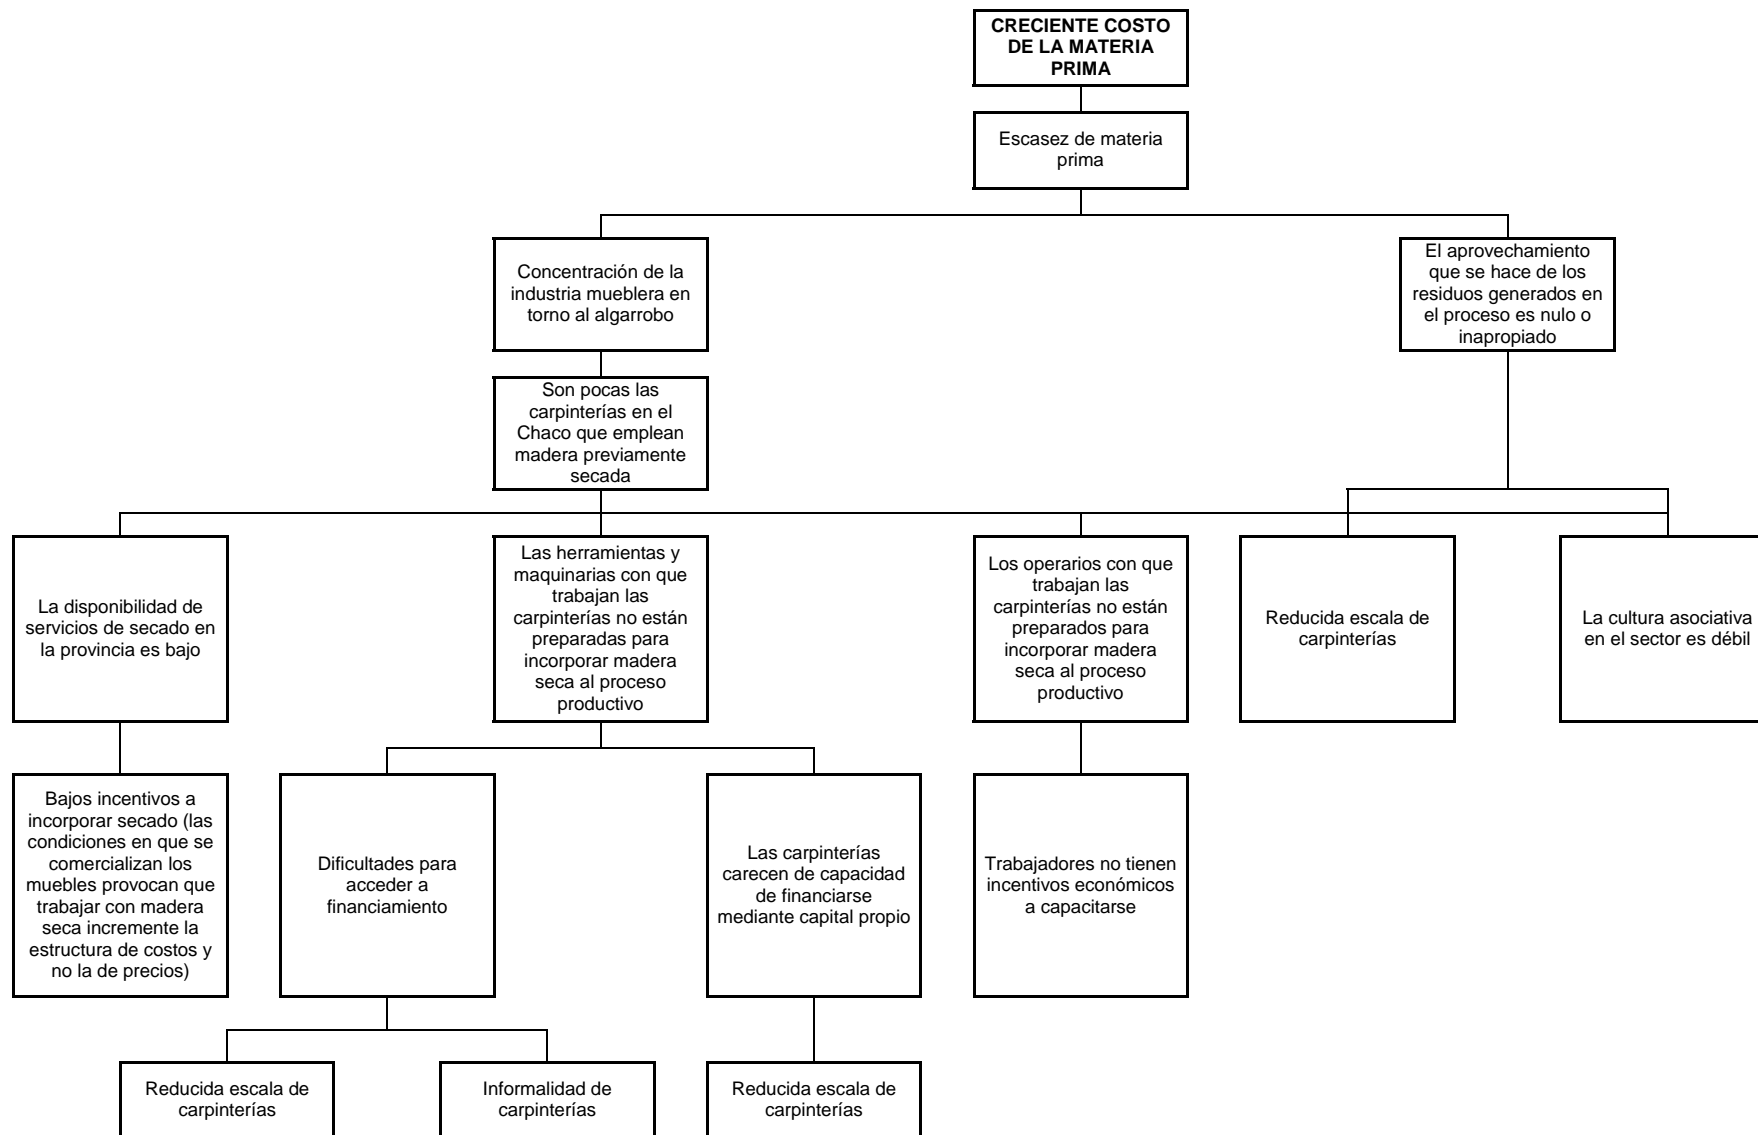 CRECIENTE COSTO
DE LA MATERIA
PRIMA
Escasez de materia
prima
Concentración de la
industria mueblera en
torno al algarrobo
El aprovechamiento
que se hace de los
residuos generados en
el proceso es nulo o
inapropiado
Son pocas las
carpinterías en el
Chaco que emplean
madera previamente
secada
La disponibilidad de
servicios de secado en
la provincia es bajo
Las herramientas y
maquinarias con que
trabajan las
carpinterías no están
preparadas para
incorporar madera
seca al proceso
productivo
Los operarios con que
trabajan las
carpinterías no están
preparados para
incorporar madera
seca al proceso
productivo
Reducida escala de
carpinterías
La cultura asociativa
en el sector es débil
Bajos incentivos a
incorporar secado (las
condiciones en que se
comercializan los
muebles provocan que
trabajar con madera
seca incremente la
estructura de costos y
no la de precios)
Dificultades para
acceder a
financiamiento
Las carpinterías
carecen de capacidad
de financiarse
mediante capital propio
Trabajadores no tienen
incentivos económicos
a capacitarse
Reducida escala de
carpinterías
Informalidad de
carpinterías
Reducida escala de
carpinterías